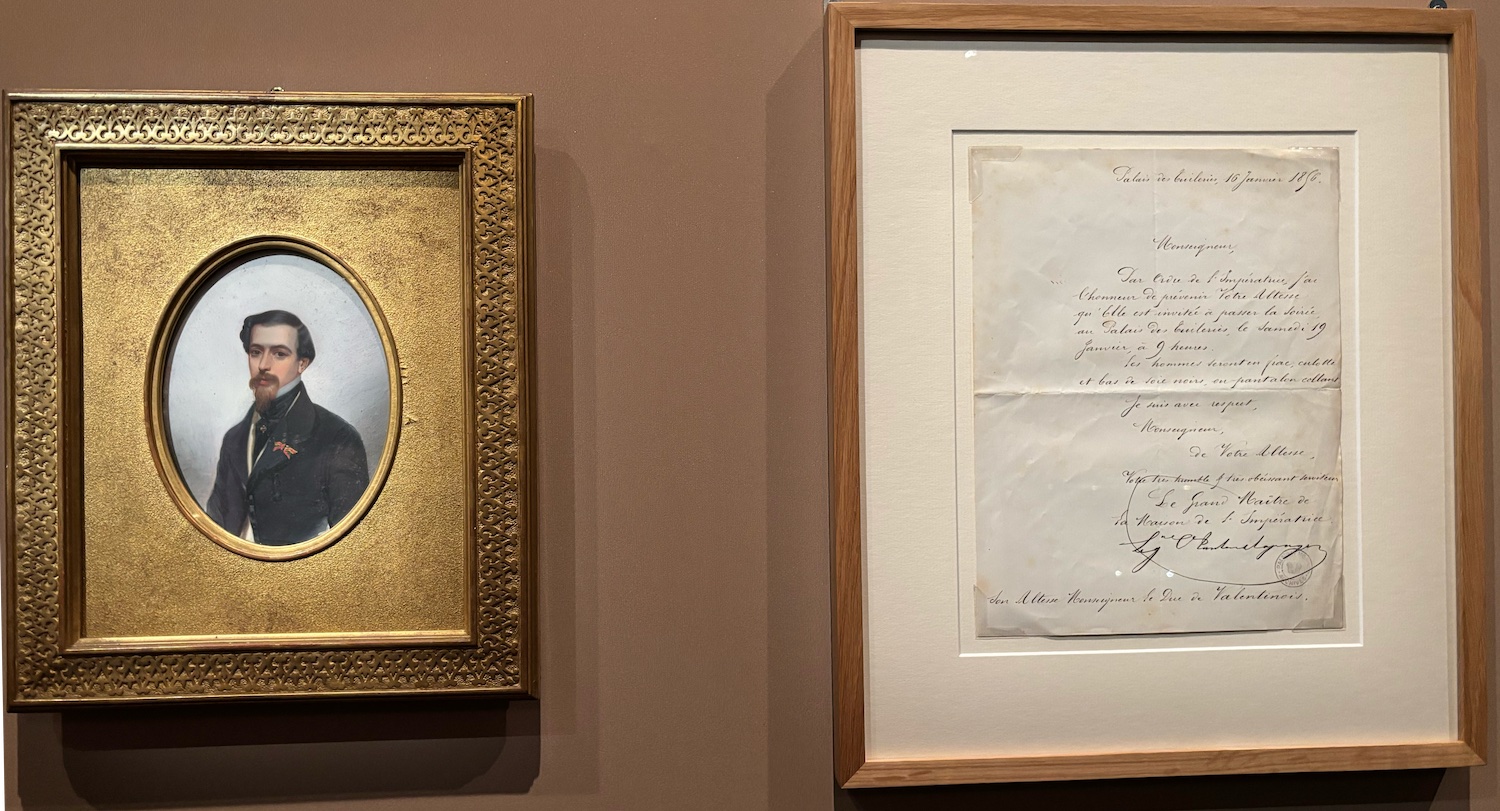 Palais des Tuileries, 16 Janvier 1856.
Monseigneur,
Par Ordre de l'Impératrice, j'ai
l'honneur de prévenir Votre Altesse
qu'Elle est invitée à passer la Soirée
au Palais des Tuileries, le Samedi 19
Janvier, à 9 heures.
Les hommes seront en frac, culotte
et bas de soie noirs, ou pantalon collant
Je suis avec respect,
Monseigneur,
de Votre Altesse,
Votre très humble & très obéissant serviteur
Le Grand Maître de
la Maison de l'Impératrice
Son Altesse Monseigneur le Duc de Valentinois.